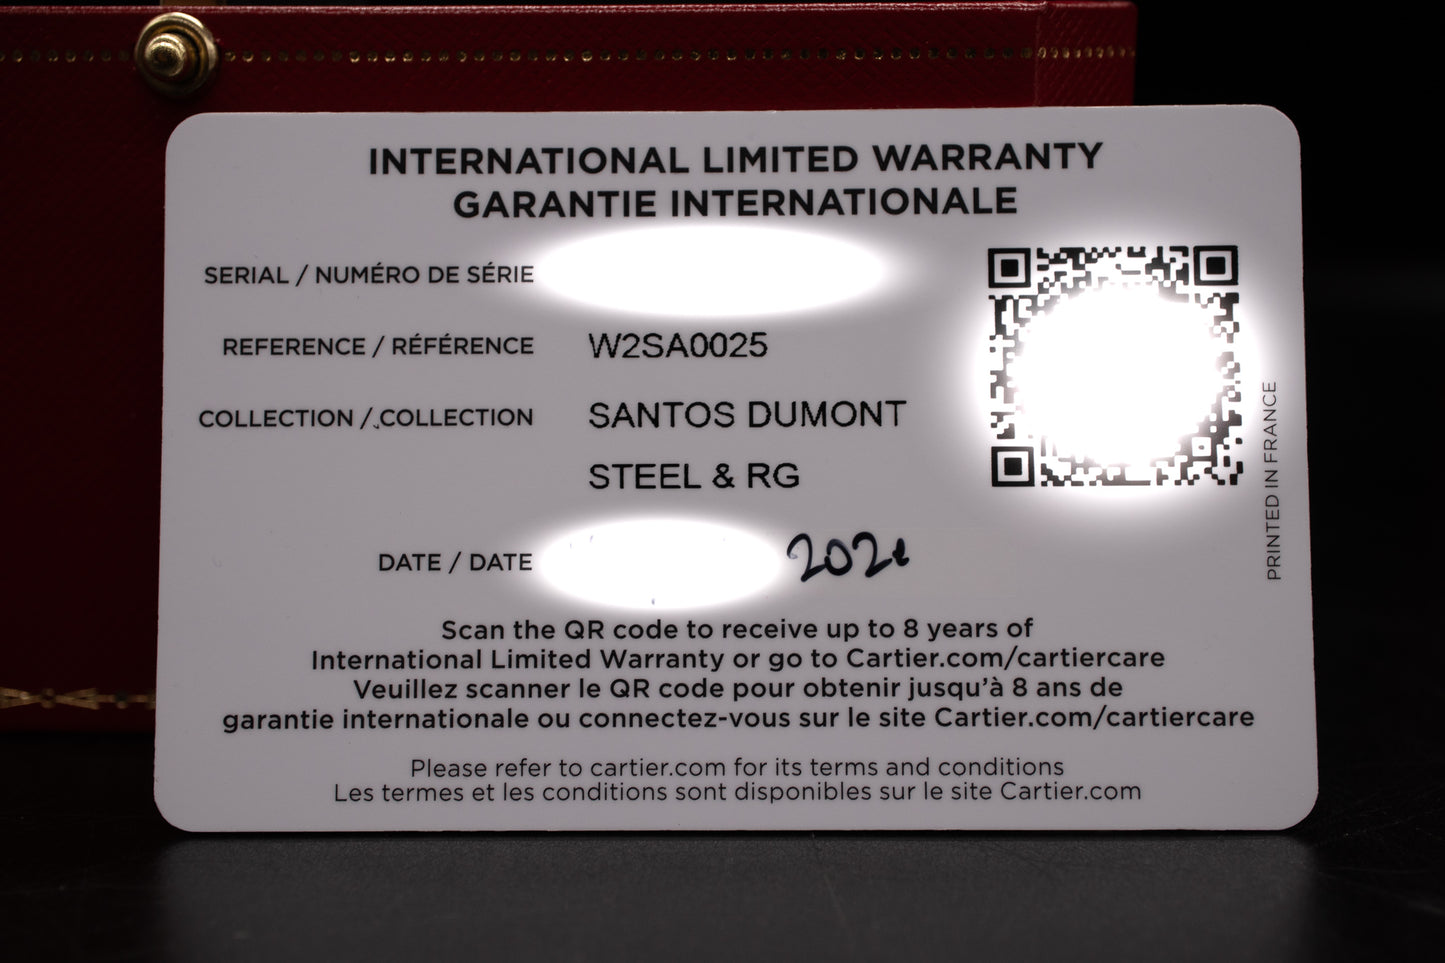 INTERNATIONAL LIMITED WARRANTY
GARANTIE INTERNATIONALE
SERIAL / NUMÉRO DE SÉRIE
REFERENCE / RÉFÉRENCE W2SA0025
COLLECTION / COLLECTION SANTOS DUMONT
STEEL & RG
DATE / DATE
PRINTED IN FRANCE
Scan the QR code to receive up to 8 years of
International Limited Warranty or go to Cartier.com/cartiercare
Veuillez scanner le QR code pour obtenir jusqu'à 8 ans de
garantie internationale ou connectez-vous sur le site Cartier.com/cartiercare
Please refer to cartier.com for its terms and conditions
Les termes et les conditions sont disponibles sur le site Cartier.com